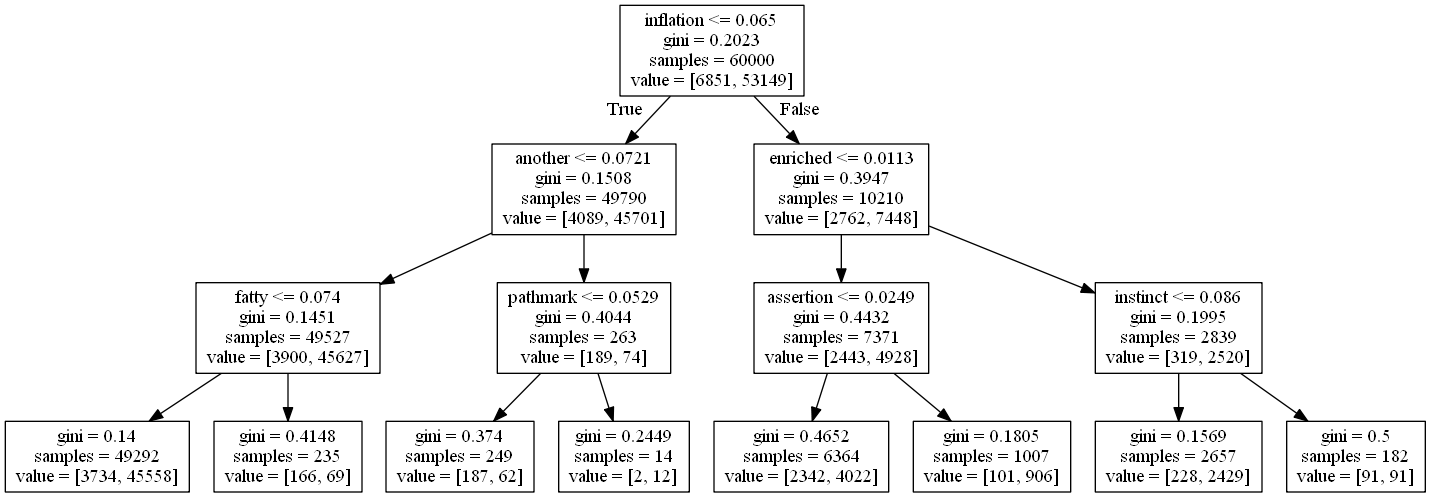 inflation <= 0.065
gini = 0.2023
samples = 60000
value = [6851, 53149]
True
False
another <= 0.0721
gini = 0.1508
samples = 49790
value = [4089, 45701]
enriched <= 0.0113
gini = 0.3947
samples = 10210
value = [2762, 7448]
fatty <= 0.074
gini = 0.1451
samples = 49527
value = [3900, 45627]
pathmark <= 0.0529
gini = 0.4044
samples = 263
value = [189, 74]
assertion <= 0.0249
gini = 0.4432
samples = 7371
value = [2443, 4928]
instinct <= 0.086
gini = 0.1995
samples = 2839
value = [319, 2520]
gini = 0.14
samples = 49292
value = [3734, 45558]
gini = 0.4148
samples = 235
value = [166, 69]
gini = 0.374
samples = 249
value = [187, 62]
gini = 0.2449
samples = 14
value = [2, 12]
gini = 0.4652
samples = 6364
value = [2342, 4022]
gini = 0.1805
samples = 1007
value = [101, 906]
gini = 0.1569
samples = 2657
value = [228, 2429]
gini = 0.5
samples = 182
value = [91, 91]